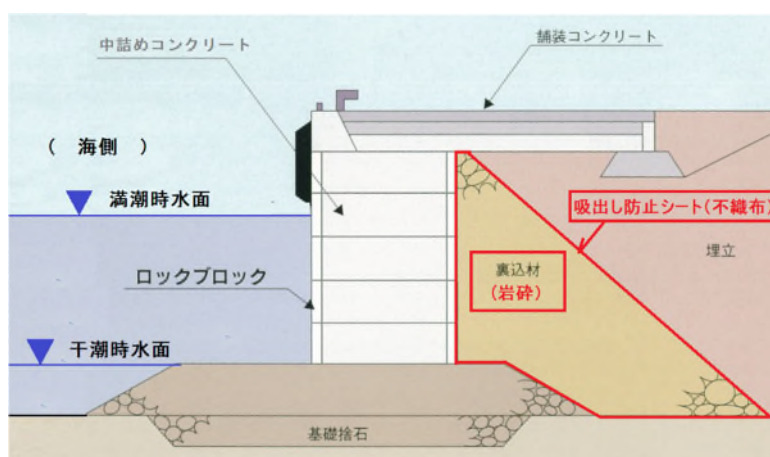 中詰めコンクリート
舗装コンクリート
( 海側 )
満潮時水面
吸出し防止シート(不織布)
埋立
裏込材
(岩砕)
ロックブロック
干潮時水面
基礎捨石